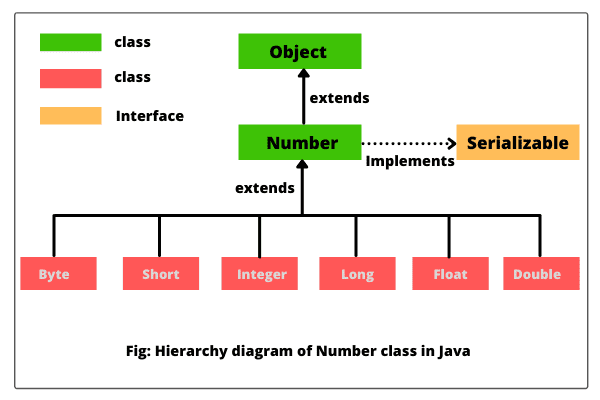 class
class
Interface
Object
extends
Number
Implements
Serializable
extends
Byte
Short
Integer
Long
Float
Double
Fig: Hierarchy diagram of Number class in Java